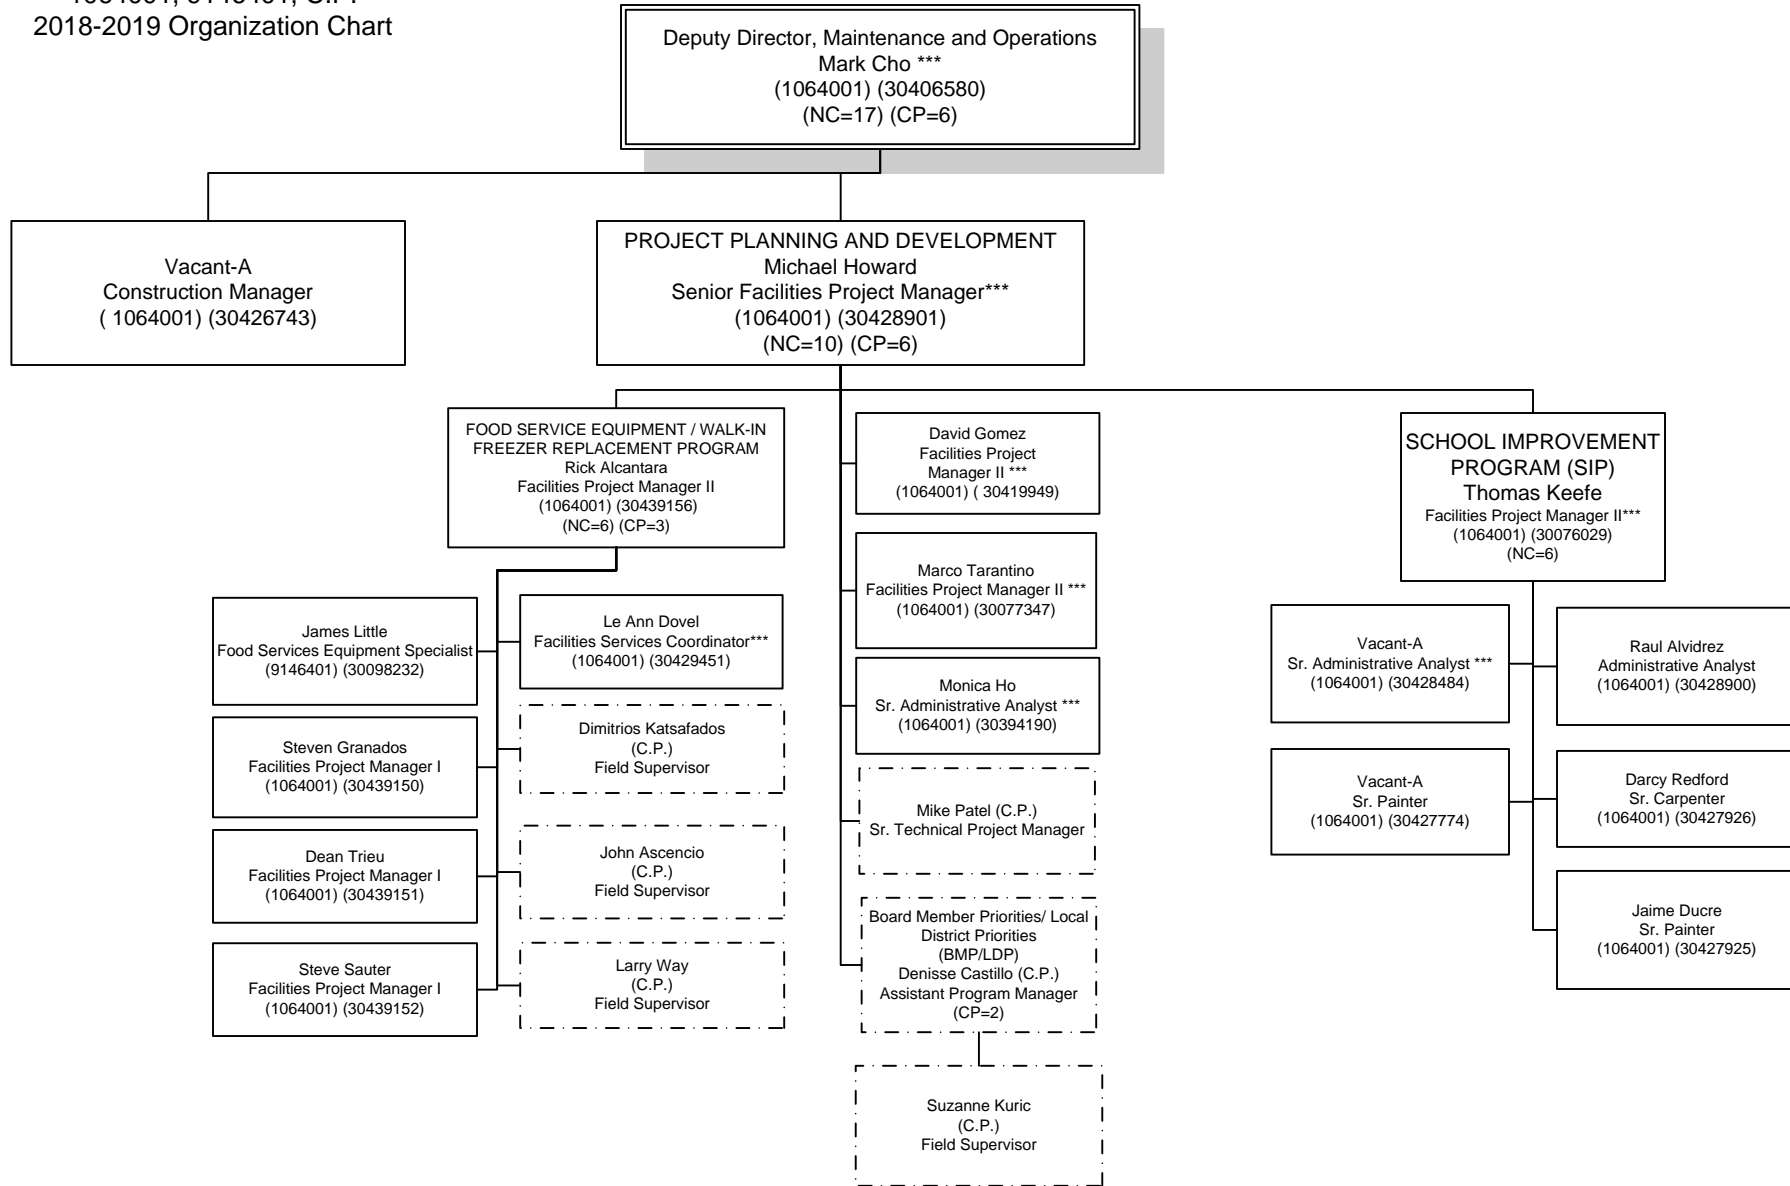 2018-2019 Organization Chart
Deputy Director, Maintenance and Operations
Mark Cho ***
(1064001) (30406580)
(NC=17) (CP=6)
Vacant-A
Construction Manager
( 1064001) (30426743)
PROJECT PLANNING AND DEVELOPMENT
Michael Howard
Senior Facilities Project Manager***
(1064001) (30428901)
(NC=10) (CP=6)
FOOD SERVICE EQUIPMENT / WALK-IN
FREEZER REPLACEMENT PROGRAM
Rick Alcantara
Facilities Project Manager II
(1064001) (30439156)
(NC=6) (CP=3)
James Little
Food Services Equipment Specialist
(9146401) (30098232)
Steven Granados
Facilities Project Manager I
(1064001) (30439150)
Dean Trieu
Facilities Project Manager I
(1064001) (30439151)
Steve Sauter
Facilities Project Manager I
(1064001) (30439152)
Le Ann Dovel
Facilities Services Coordinator***
(1064001) (30429451)
Dimitrios Katsafados
(C.P.)
Field Supervisor
John Ascencio
(C.P.)
Field Supervisor
Larry Way
(C.P.)
Field Supervisor
David Gomez
Facilities Project
Manager II ***
(1064001) ( 30419949)
Marco Tarantino
Facilities Project Manager II ***
(1064001) (30077347)
Monica Ho
Sr. Administrative Analyst ***
(1064001) (30394190)
Mike Patel (C.P.)
Sr. Technical Project Manager
Board Member Priorities/ Local
District Priorities
(BMP/LDP)
Denisse Castillo (C.P.)
Assistant Program Manager
(CP=2)
Suzanne Kuric
(C.P.)
Field Supervisor
SCHOOL IMPROVEMENT
PROGRAM (SIP)
Thomas Keefe
Facilities Project Manager II***
(1064001) (30076029)
(NC=6)
Vacant-A
Sr. Administrative Analyst ***
(1064001) (30428484)
Vacant-A
Sr. Painter
(1064001) (30427774)
Raul Alvidrez
Administrative Analyst
(1064001) (30428900)
Darcy Redford
Sr. Carpenter
(1064001) (30427926)
Jaime Ducre
Sr. Painter
(1064001) (30427925)